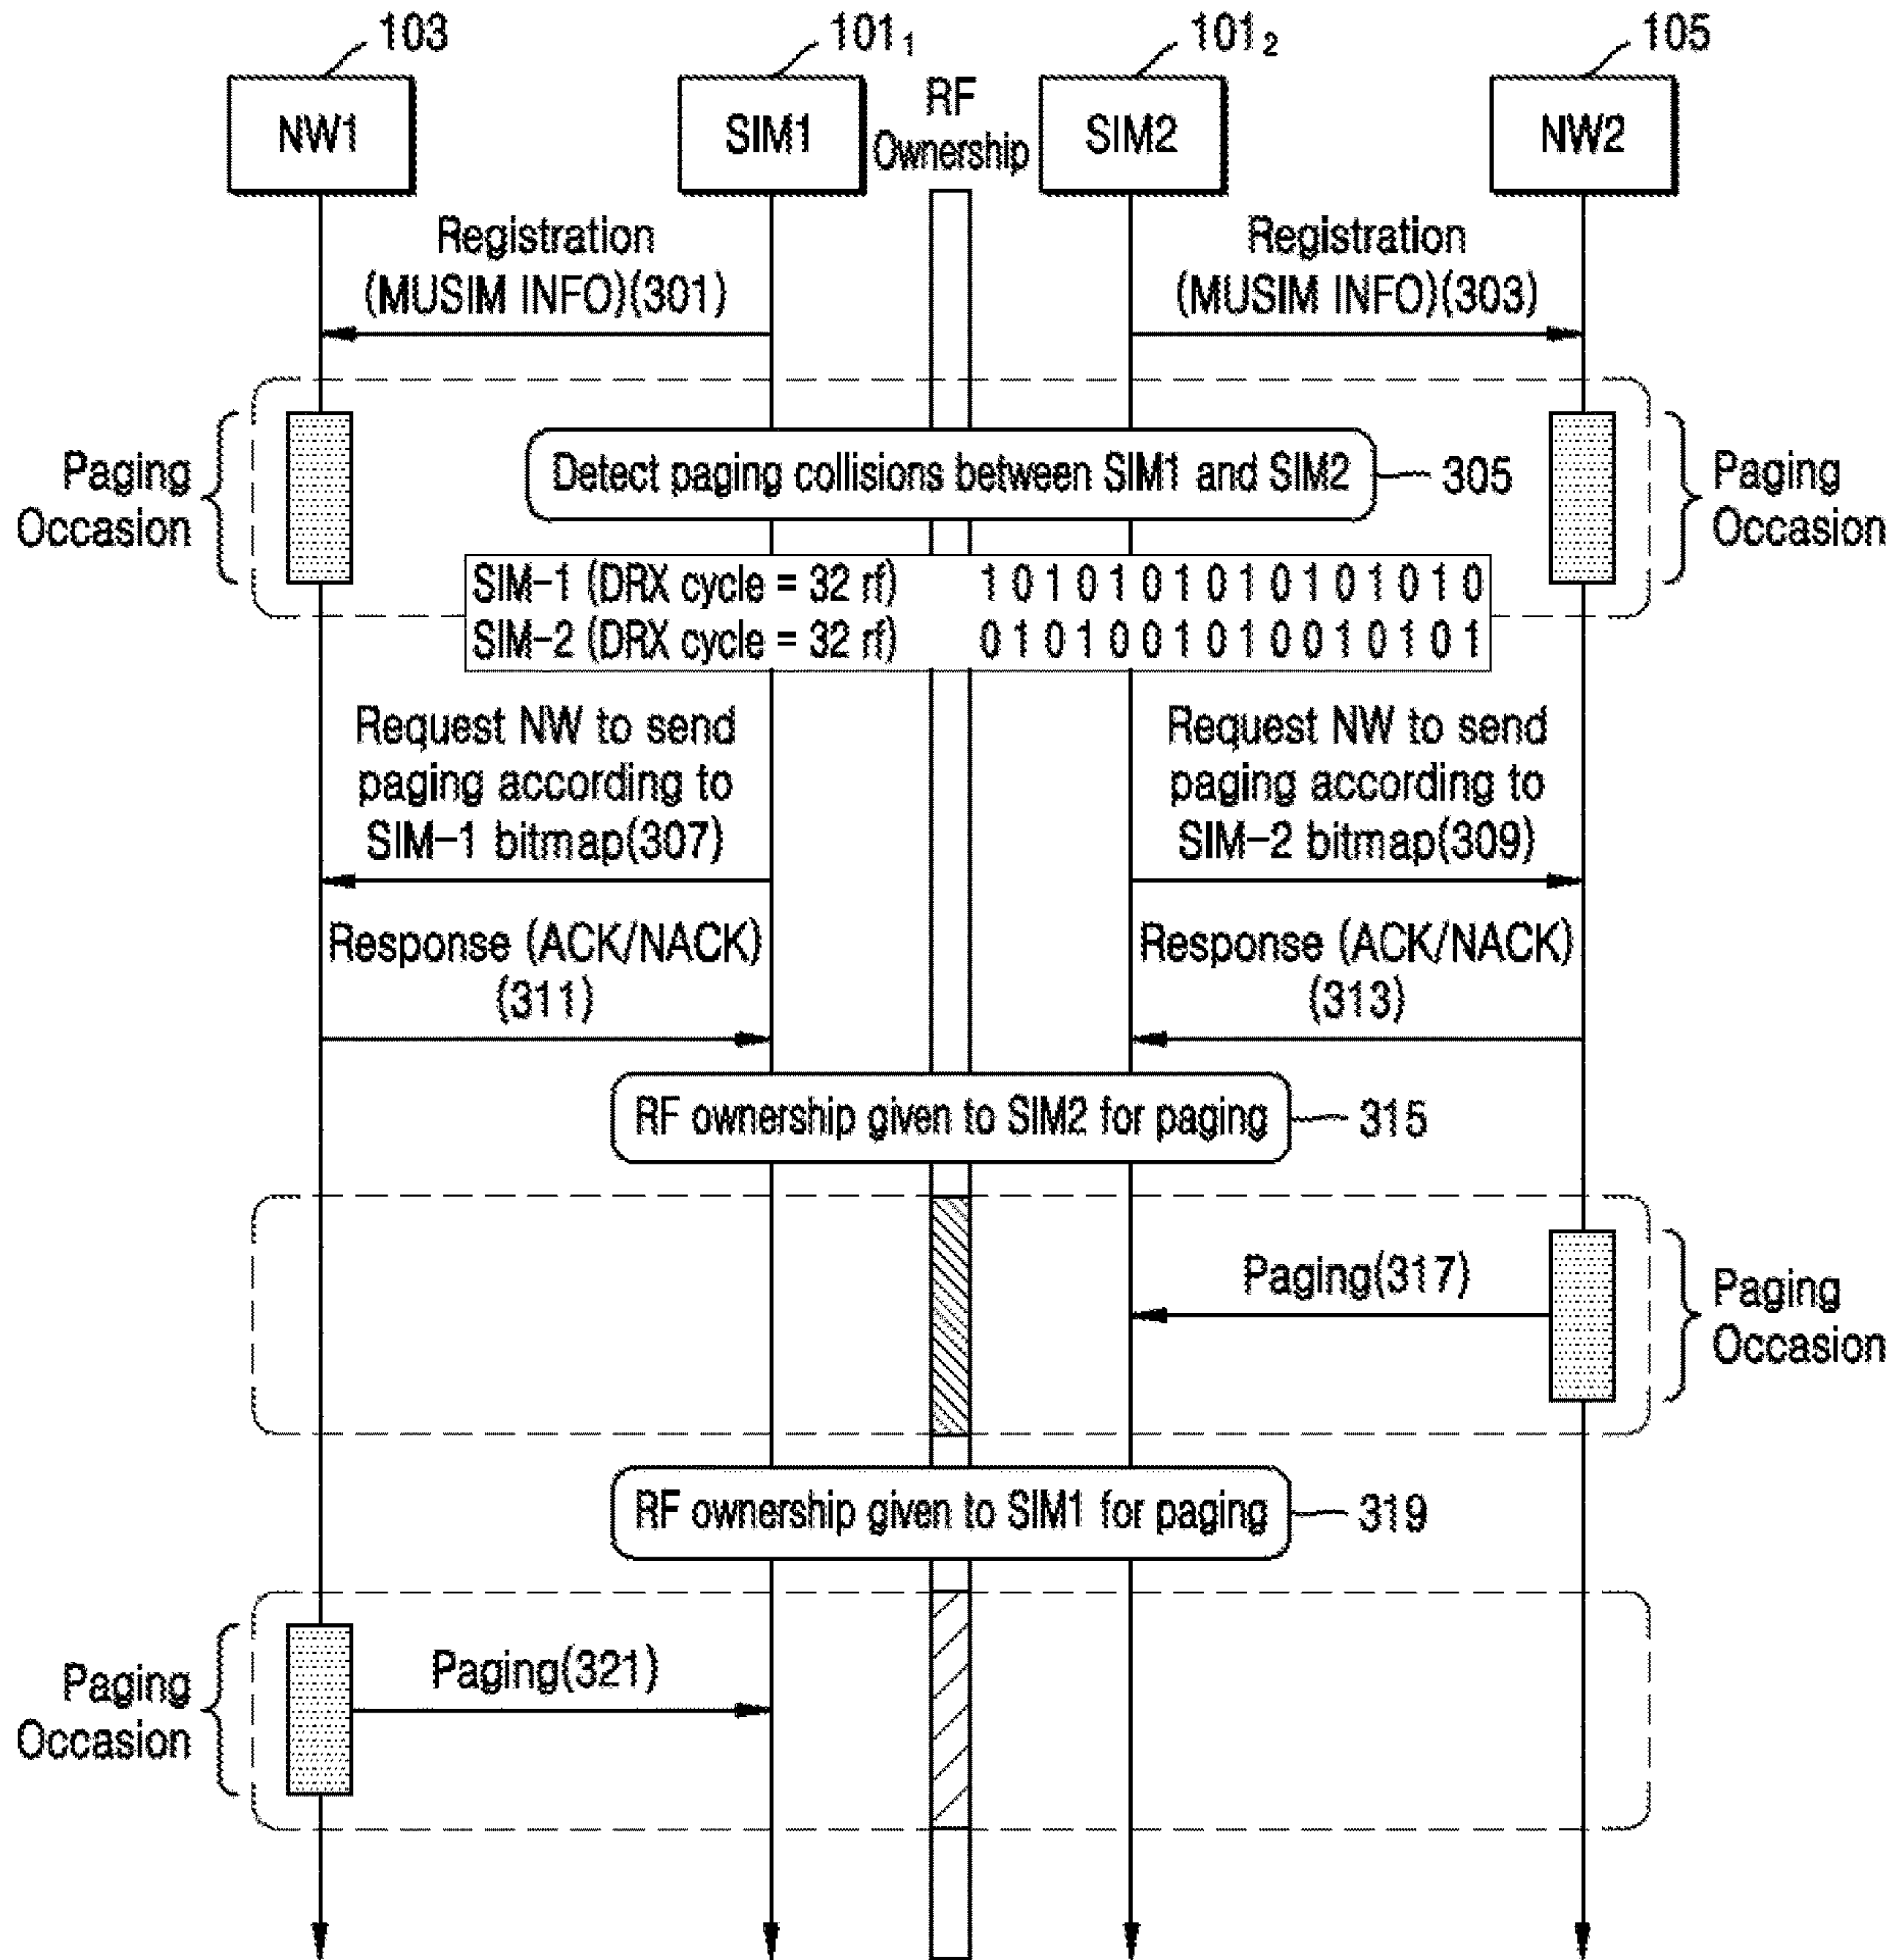 103
101₁
101₂
105
NW1
SIM1
RF
Ownership
SIM2
NW2
Registration
(MUSIM INFO)(301)
Registration
(MUSIM INFO)(303)
Paging
Occasion
Detect paging collisions between SIM1 and SIM2
305
Paging
Occasion
SIM-1 (DRX cycle = 32 rf) 1 0 1 0 1 0 1 0 1 0 1 0 1 0 1 0
SIM-2 (DRX cycle = 32 rf) 0 1 0 1 0 0 1 0 1 0 0 1 0 1 0 1
Request NW to send
paging according to
SIM-1 bitmap(307)
Request NW to send
paging according to
SIM-2 bitmap(309)
Response (ACK/NACK)
(311)
Response (ACK/NACK)
(313)
RF ownership given to SIM2 for paging
315
Paging(317)
Paging
Occasion
RF ownership given to SIM1 for paging
319
Paging
Occasion
Paging(321)